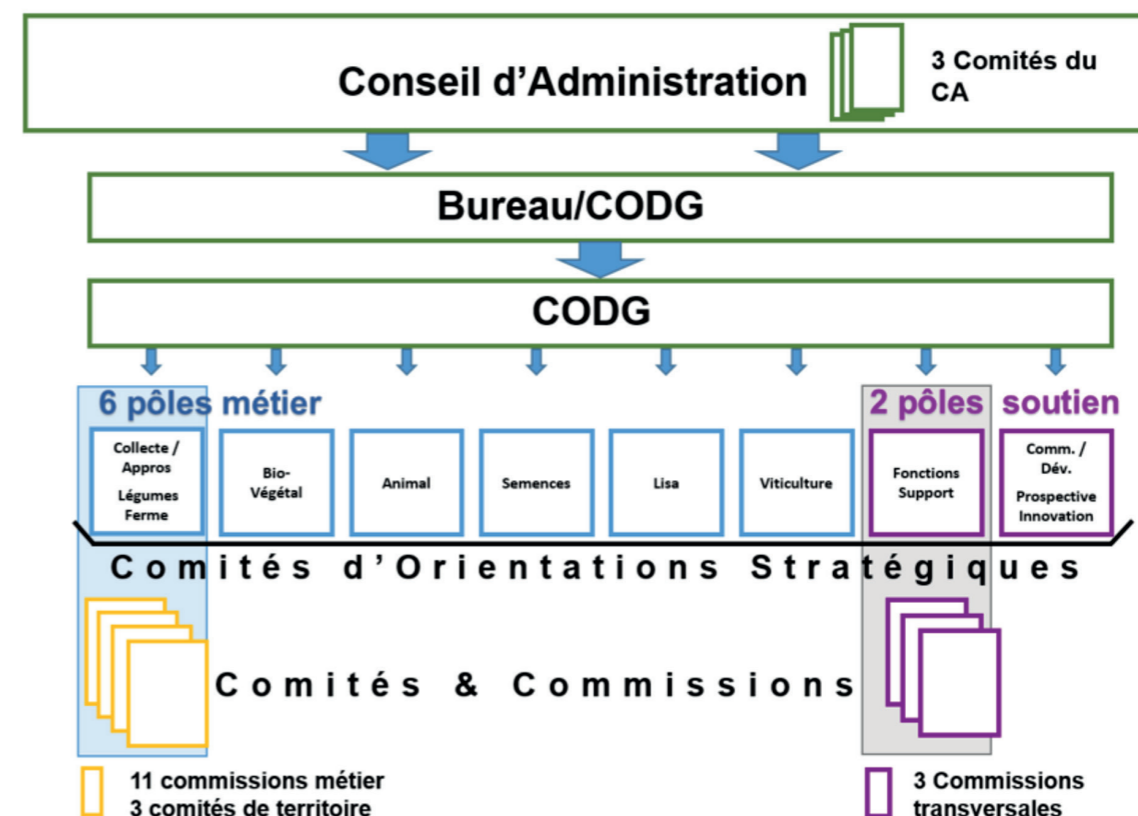 Conseil d'Administration
3 Comités du
CA
Bureau/CODG
CODG
6 pôles métier
2 pôles soutien
Collecte /
Appros
Légumes
Ferme
Bio-
Végétal
Animal
Semences
Lisa
Viticulture
Fonctions
Support
Comm. /
Dév.
Prospective
Innovation
Comités d'Orientations Stratégiques
Comités & Commissions
11 commissions métier
3 comités de territoire
3 Commissions
transversales